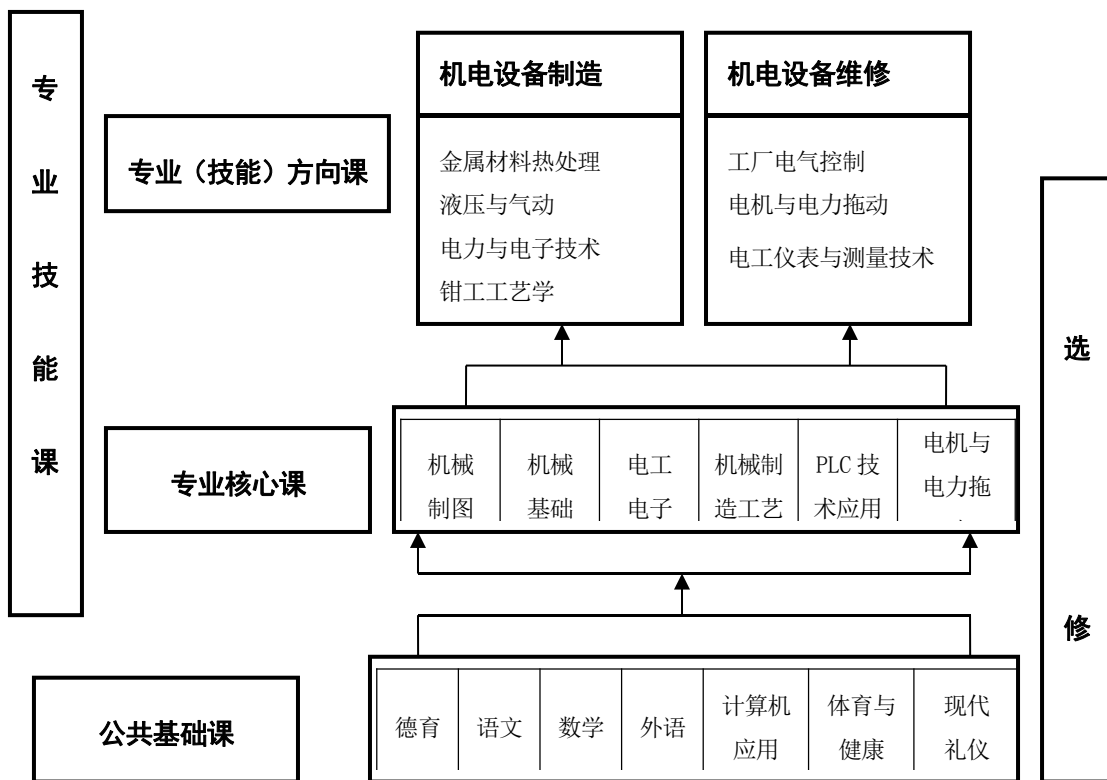 专
业
技
能
课
机电设备制造
机电设备维修
专业（技能）方向课
金属材料热处理
液压与气动
电力与电子技术
钳工工艺学
工厂电气控制
电机与电力拖动
电工仪表与测量技术
选
修
专业核心课
机械
制图
机械
基础
电工
电子
机械制
造工艺
PLC 技
术应用
电机与
电力拖
公共基础课
德育
语文
数学
外语
计算机
应用
体育与
健康
现代
礼仪